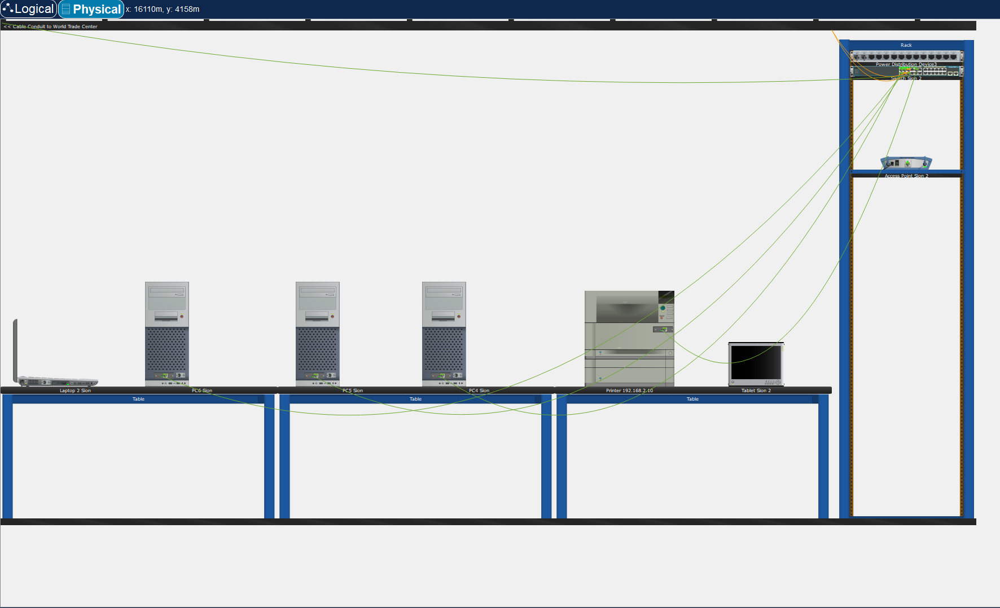 Logical
Physical
x: 16110m, y: 4158m
<< Cable Conduit to World Trade Center
Rack
Power Distribution Device3
Switch Sion 2
Access Point Sion 2
Laptop 2 Sion
PC6 Sion
PC5 Sion
PC4 Sion
Printer 192.168.2.10
Tablet Sion 2
Table
Table
Table